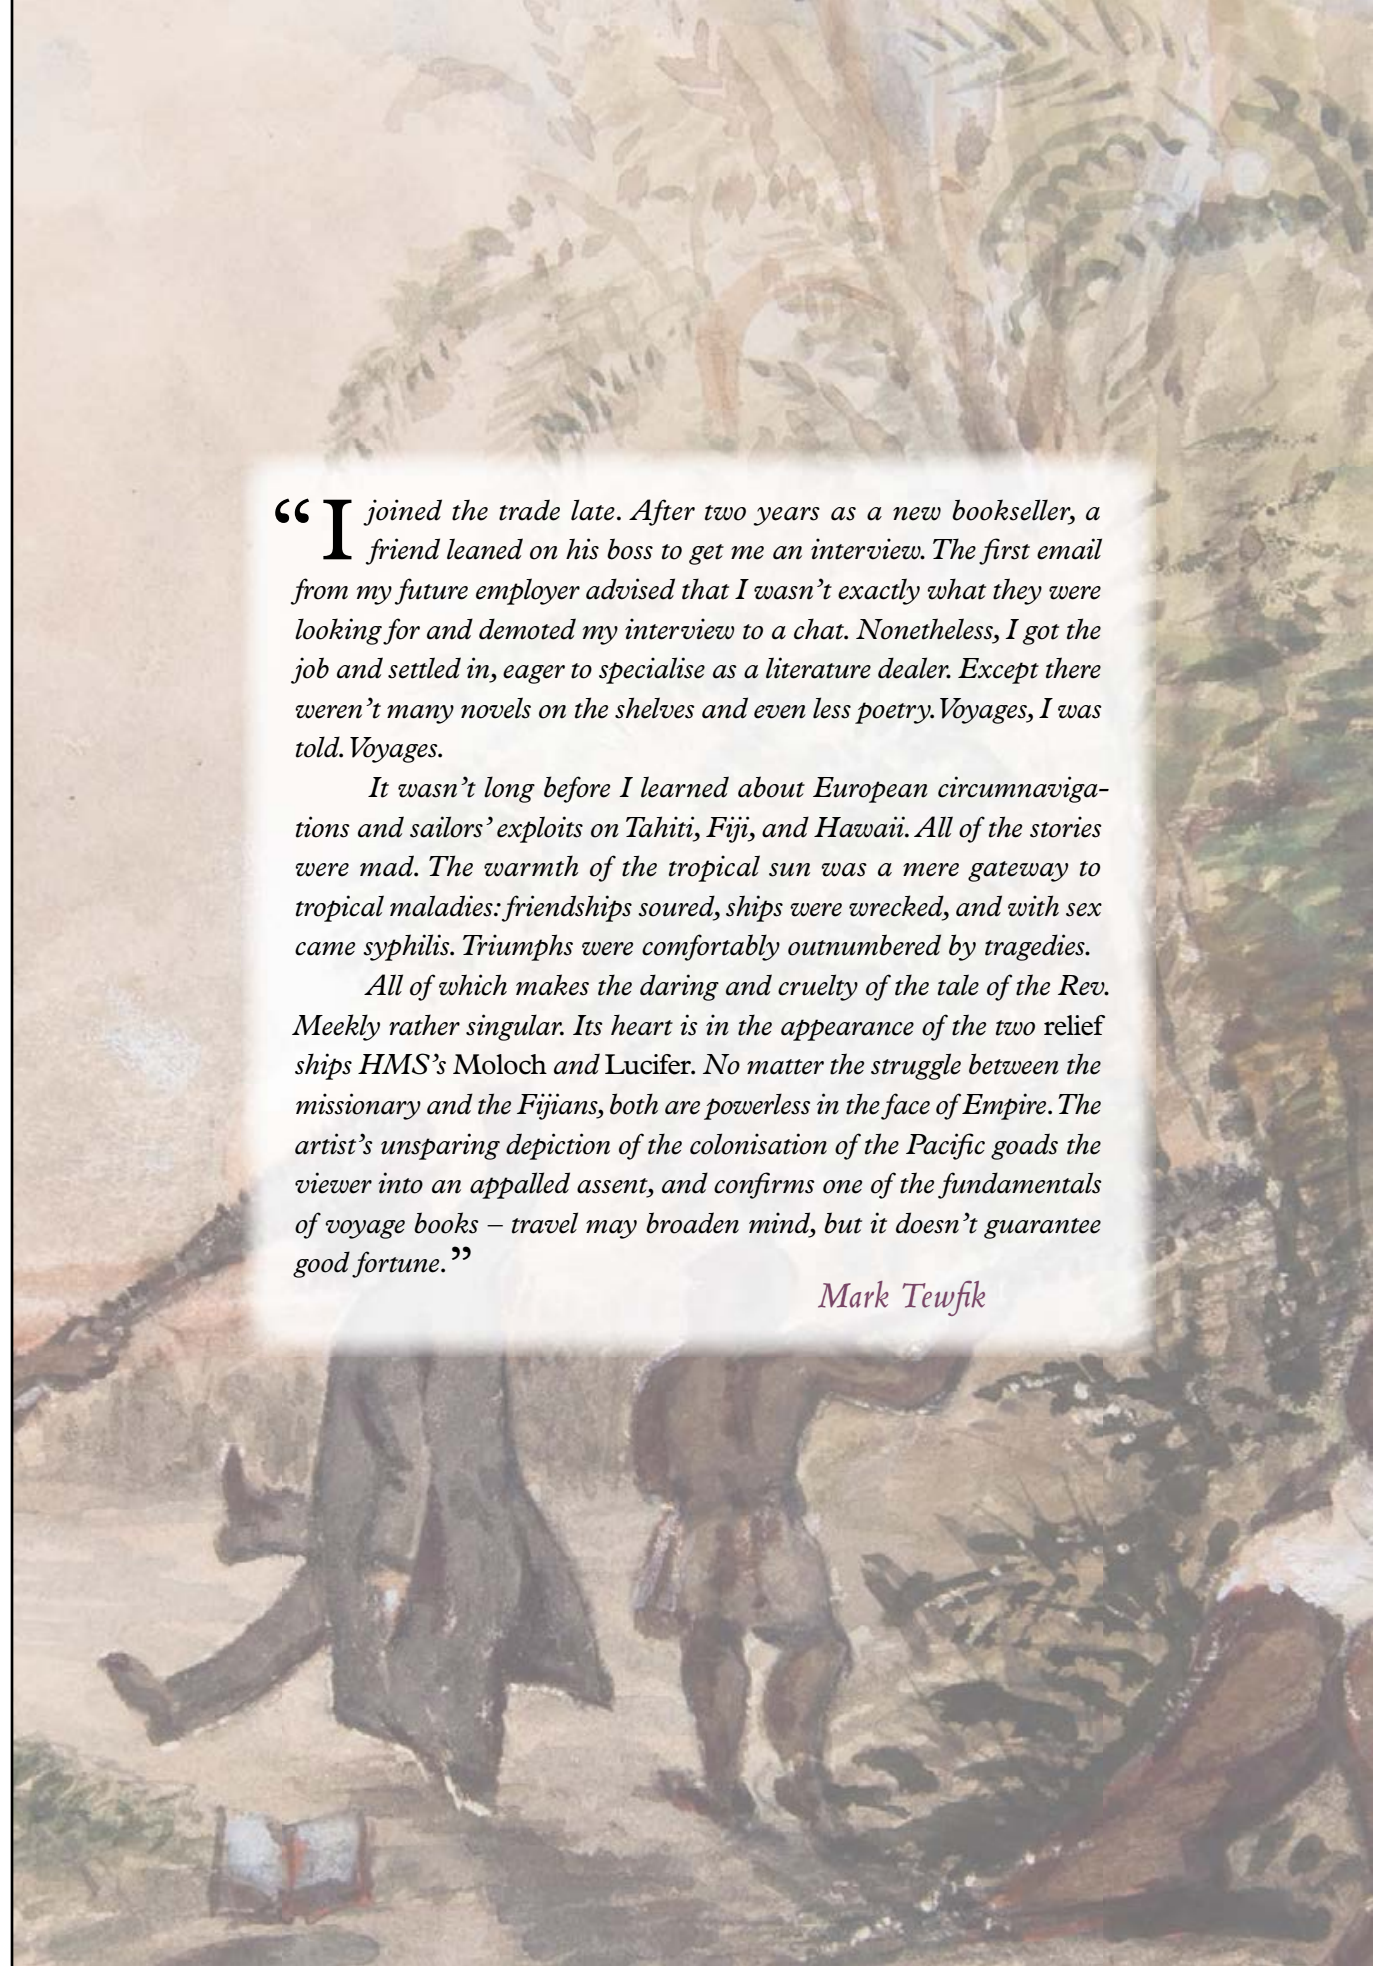 “I joined the trade late. After two years as a new bookseller, a
friend leaned on his boss to get me an interview. The first email
from my future employer advised that I wasn’t exactly what they were
looking for and demoted my interview to a chat. Nonetheless, I got the
job and settled in, eager to specialise as a literature dealer. Except there
weren’t many novels on the shelves and even less poetry. Voyages, I was
told. Voyages.
It wasn’t long before I learned about European circumnaviga-
tions and sailors’ exploits on Tahiti, Fiji, and Hawaii. All of the stories
were mad. The warmth of the tropical sun was a mere gateway to
tropical maladies: friendships soured, ships were wrecked, and with sex
came syphilis. Triumphs were comfortably outnumbered by tragedies.
All of which makes the daring and cruelty of the tale of the Rev.
Meekly rather singular. Its heart is in the appearance of the two relief
ships HMS’s Moloch and Lucifer. No matter the struggle between the
missionary and the Fijians, both are powerless in the face of Empire. The
artist’s unsparing depiction of the colonisation of the Pacific goads the
viewer into an appalled assent, and confirms one of the fundamentals
of voyage books – travel may broaden mind, but it doesn’t guarantee
good fortune.”
Mark Tewfik